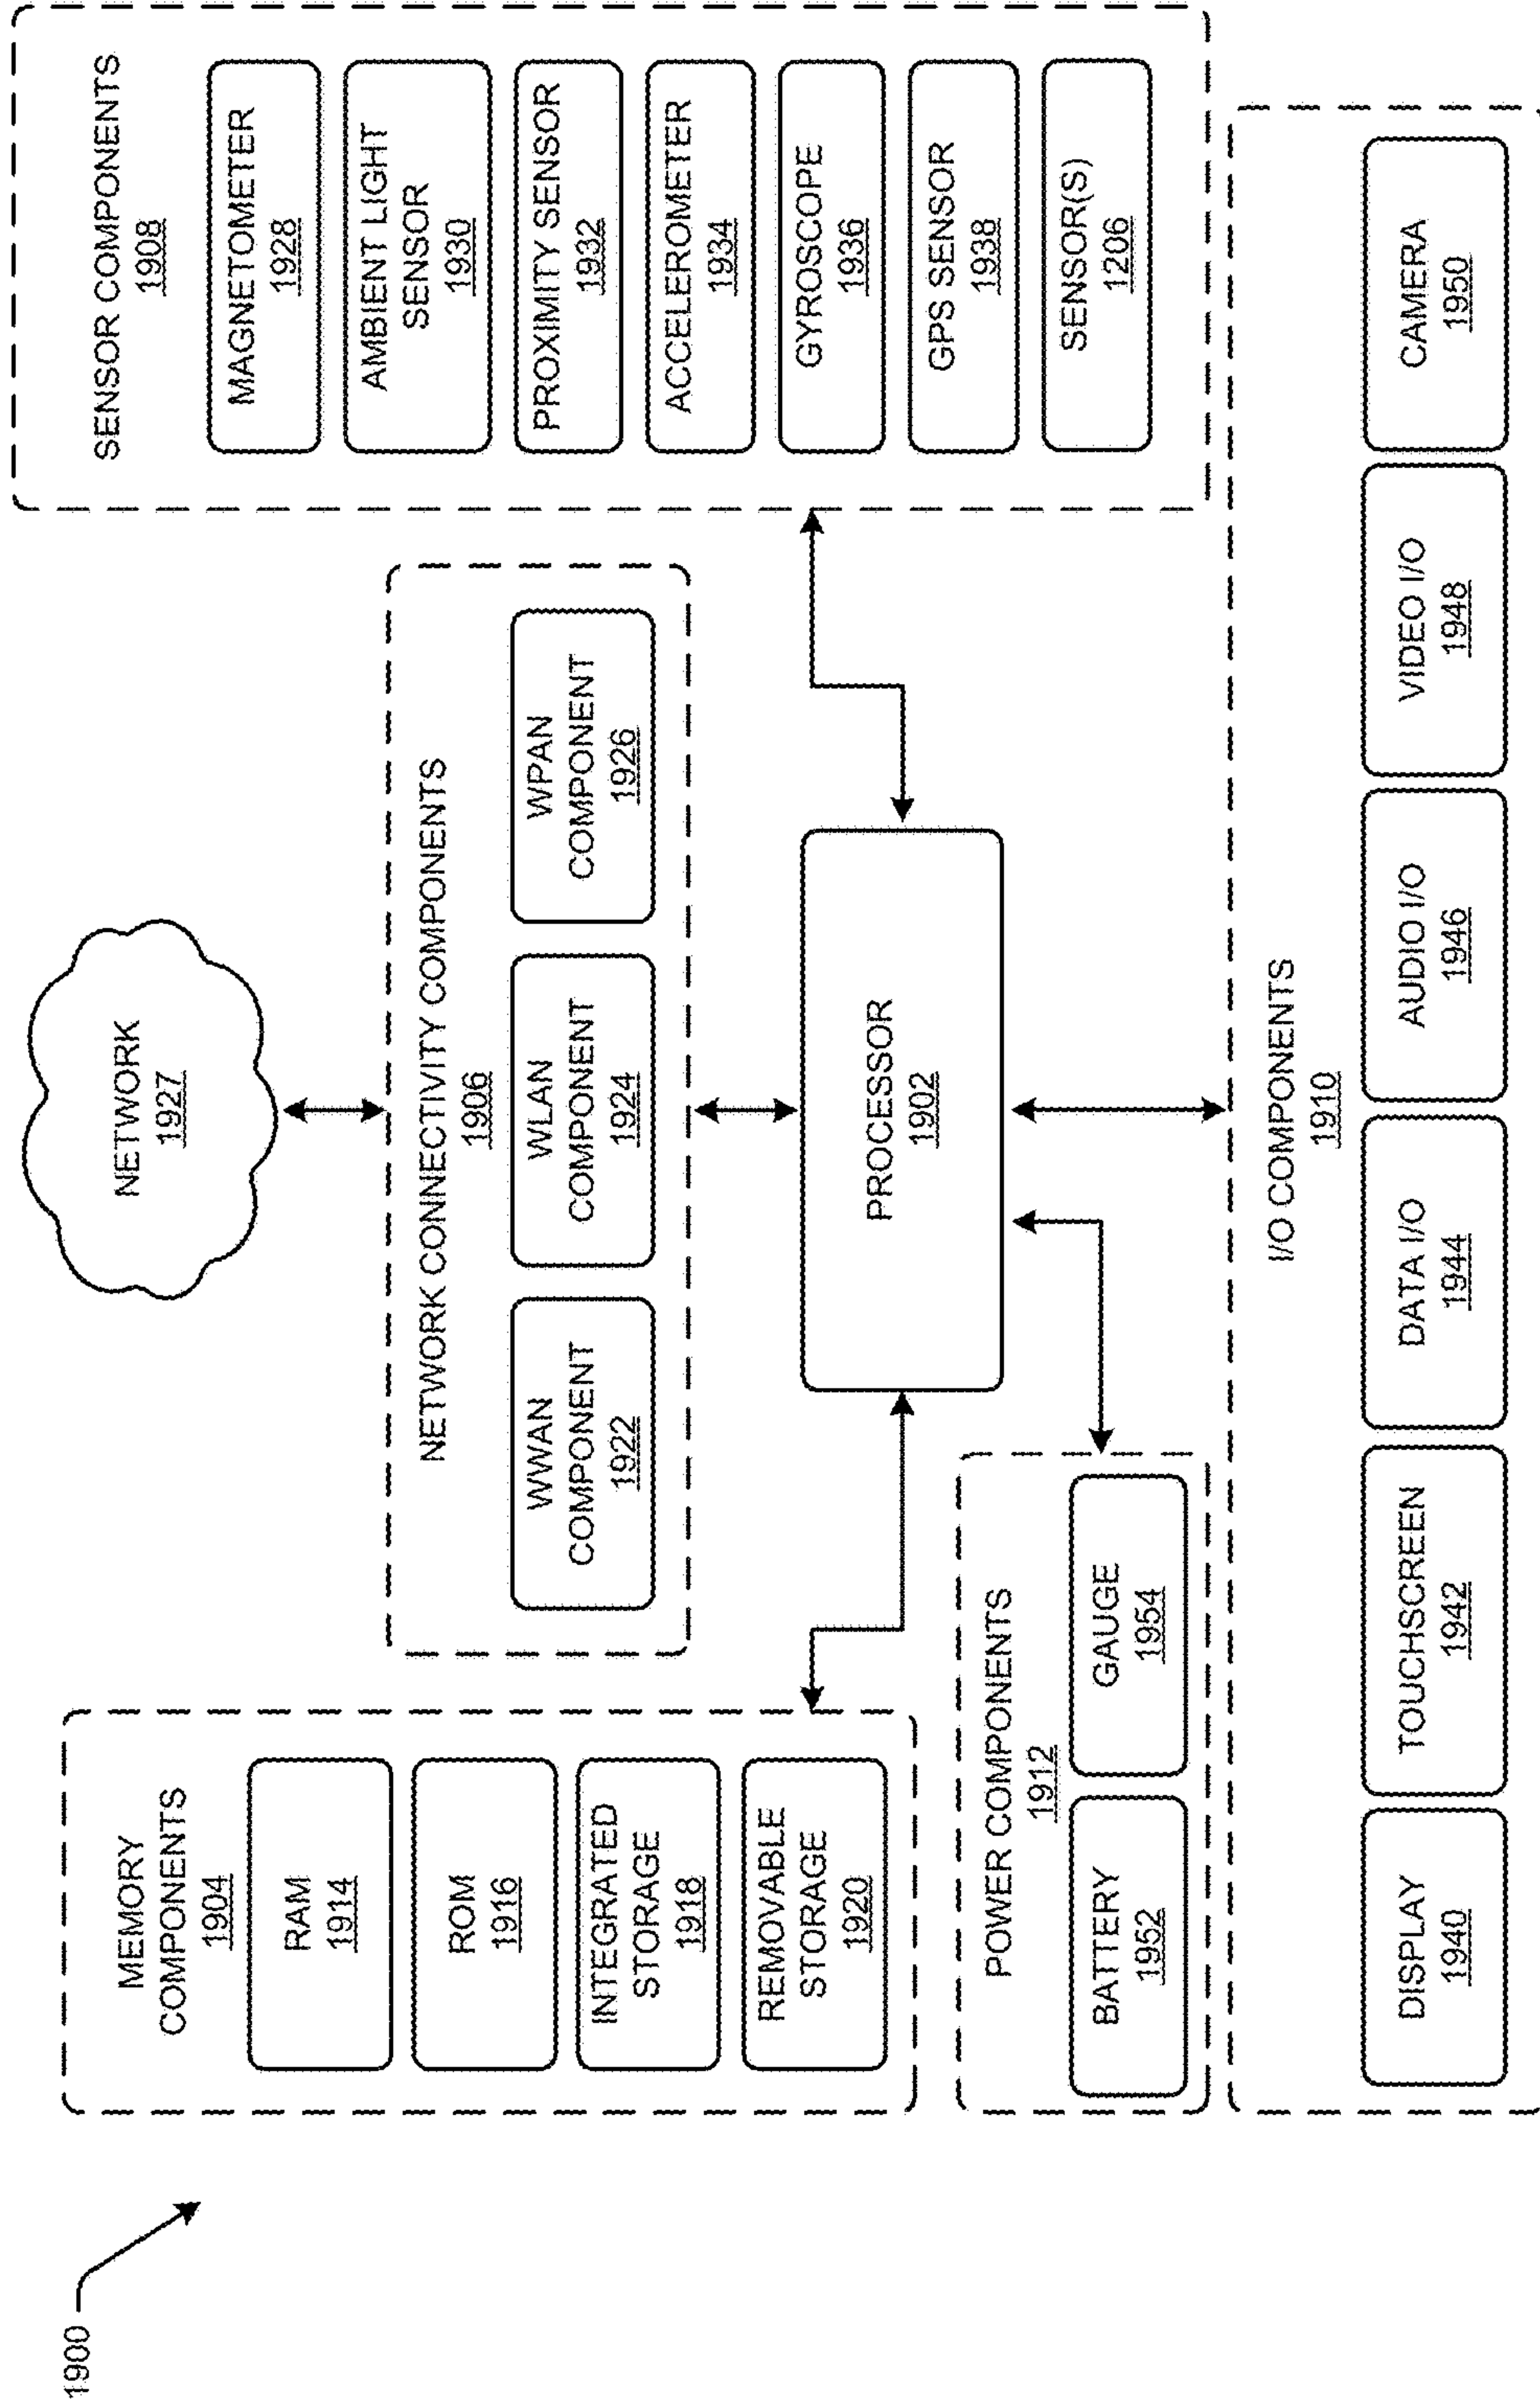 1900
MEMORY
COMPONENTS
1904
RAM
1914
ROM
1916
INTEGRATED
STORAGE
1918
REMOVABLE
STORAGE
1920
NETWORK
1927
NETWORK CONNECTIVITY COMPONENTS
1906
WWAN
COMPONENT
1922
WLAN
COMPONENT
1924
WPAN
COMPONENT
1926
SENSOR COMPONENTS
1908
MAGNETOMETER
1928
AMBIENT LIGHT
SENSOR
1930
PROXIMITY SENSOR
1932
ACCELEROMETER
1934
GYROSCOPE
1936
GPS SENSOR
1938
SENSOR(S)
1206
PROCESSOR
1902
POWER COMPONENTS
1912
BATTERY
1952
GAUGE
1954
I/O COMPONENTS
1910
DISPLAY
1940
TOUCHSCREEN
1942
DATA I/O
1944
AUDIO I/O
1946
VIDEO I/O
1948
CAMERA
1950